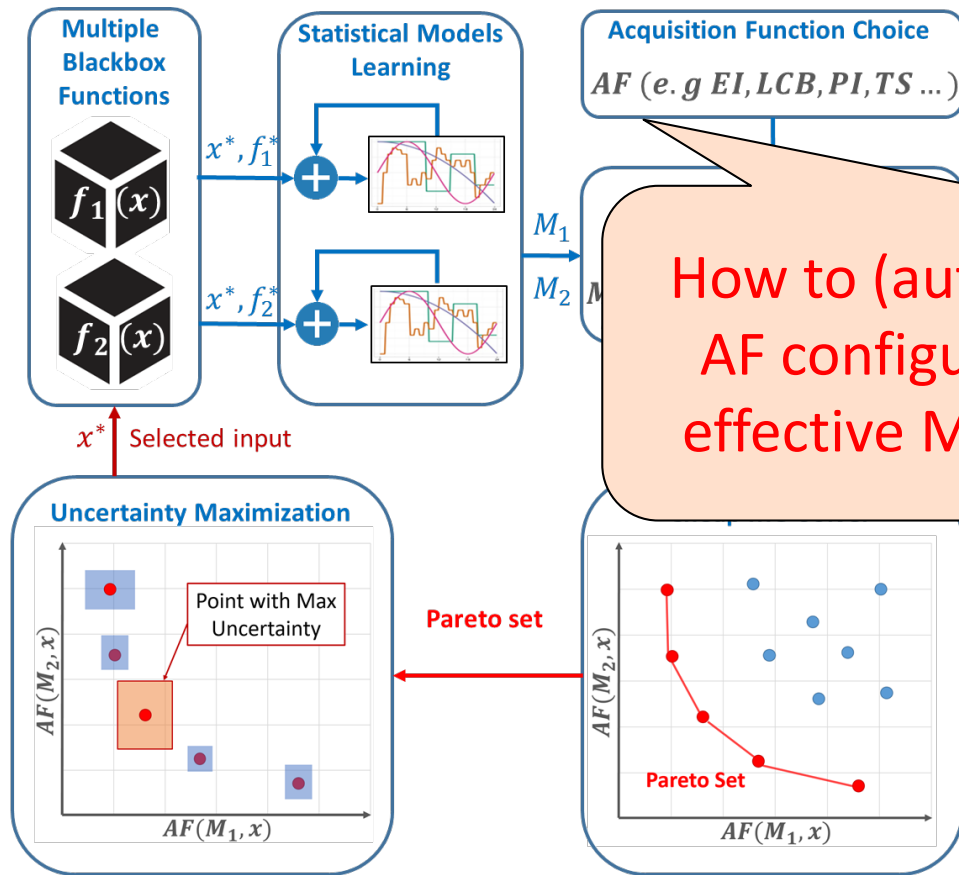 Multiple
Blackbox
Functions
f₁(x)
f₂(x)
x*, f₁*
x*, f₂*
Statistical Models
Learning
M₁
M₂
Acquisition Function Choice
AF (e.g EI, LCB, PI, TS ...)
M
How to (aut
AF configu
effective M
x* Selected input
Uncertainty Maximization
Point with Max
Uncertainty
AF(M₂, x)
AF(M₁, x)
Pareto set
AF(M₂, x)
Pareto Set
AF(M₁, x)